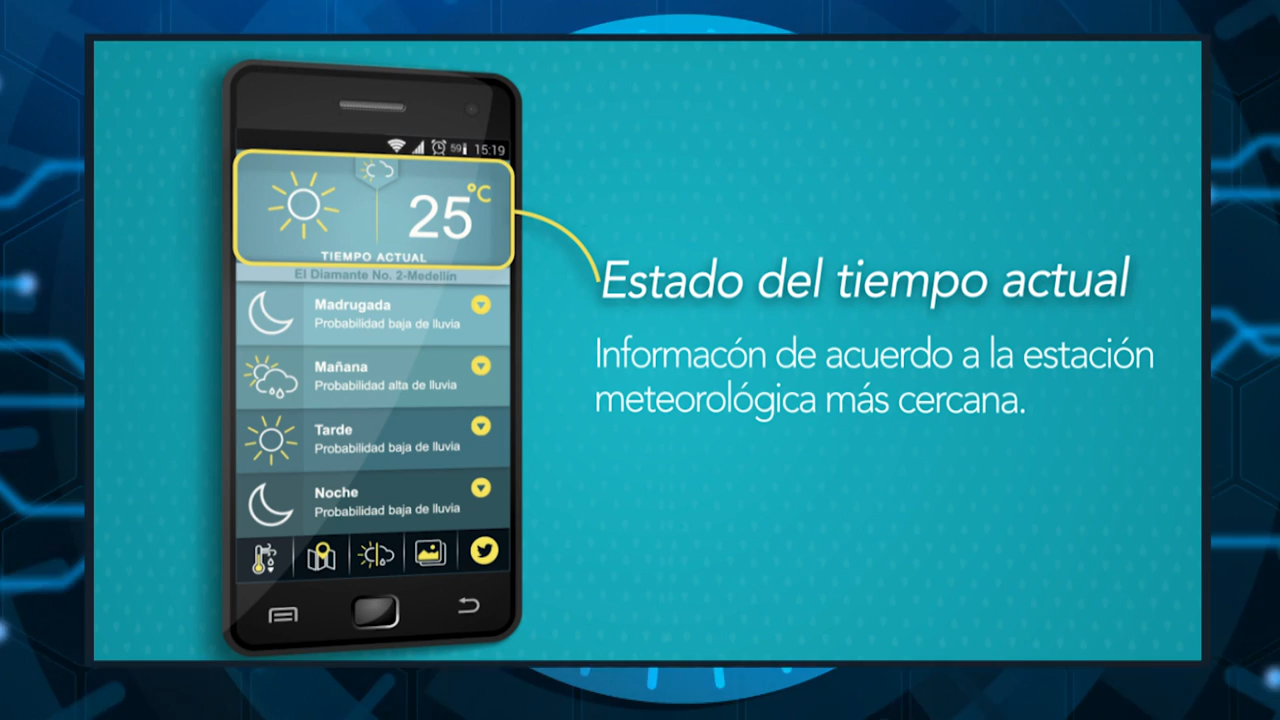 59 15:19
25 °C
TIEMPO ACTUAL
El Diamante No. 2-Medellín
Madrugada
Probabilidad baja de lluvia
Mañana
Probabilidad alta de lluvia
Tarde
Probabilidad baja de lluvia
Noche
Probabilidad baja de lluvia
Estado del tiempo actual
Informacón de acuerdo a la estación
meteorológica más cercana.